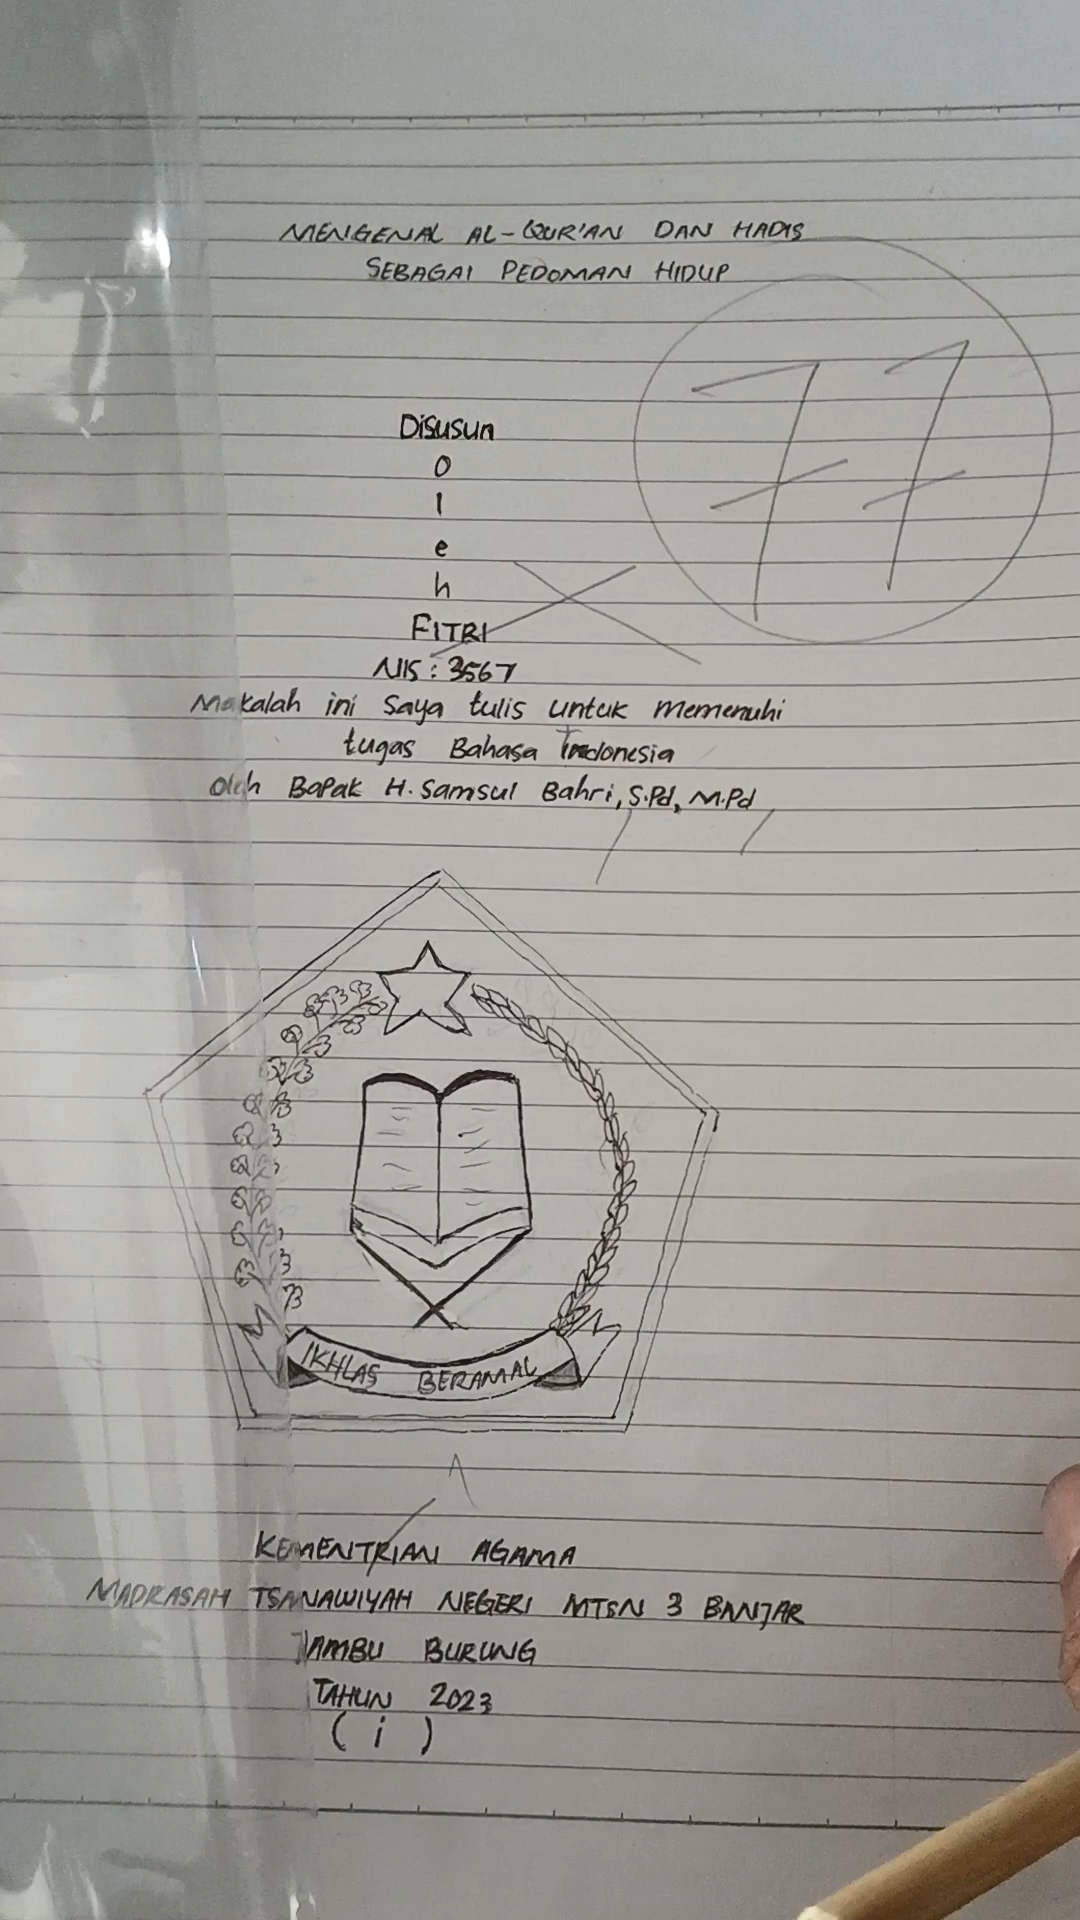 MENGENAL AL-QUR'AN DAN HADIS
SEBAGAI PEDOMAN HIDUP
77
Disusun
O
l
e
h
FITRI
NIS : 3567
Makalah ini saya tulis untuk memenuhi
tugas Bahasa Indonesia
Oleh Bapak H. Samsul Bahri, S.Pd, M.Pd
IKHLAS BERAMAL
KEMENTRIAN AGAMA
MADRASAH TSANAWIYAH NEGERI MTSN 3 BANJAR
JAMBU BURUNG
TAHUN 2023
( i )